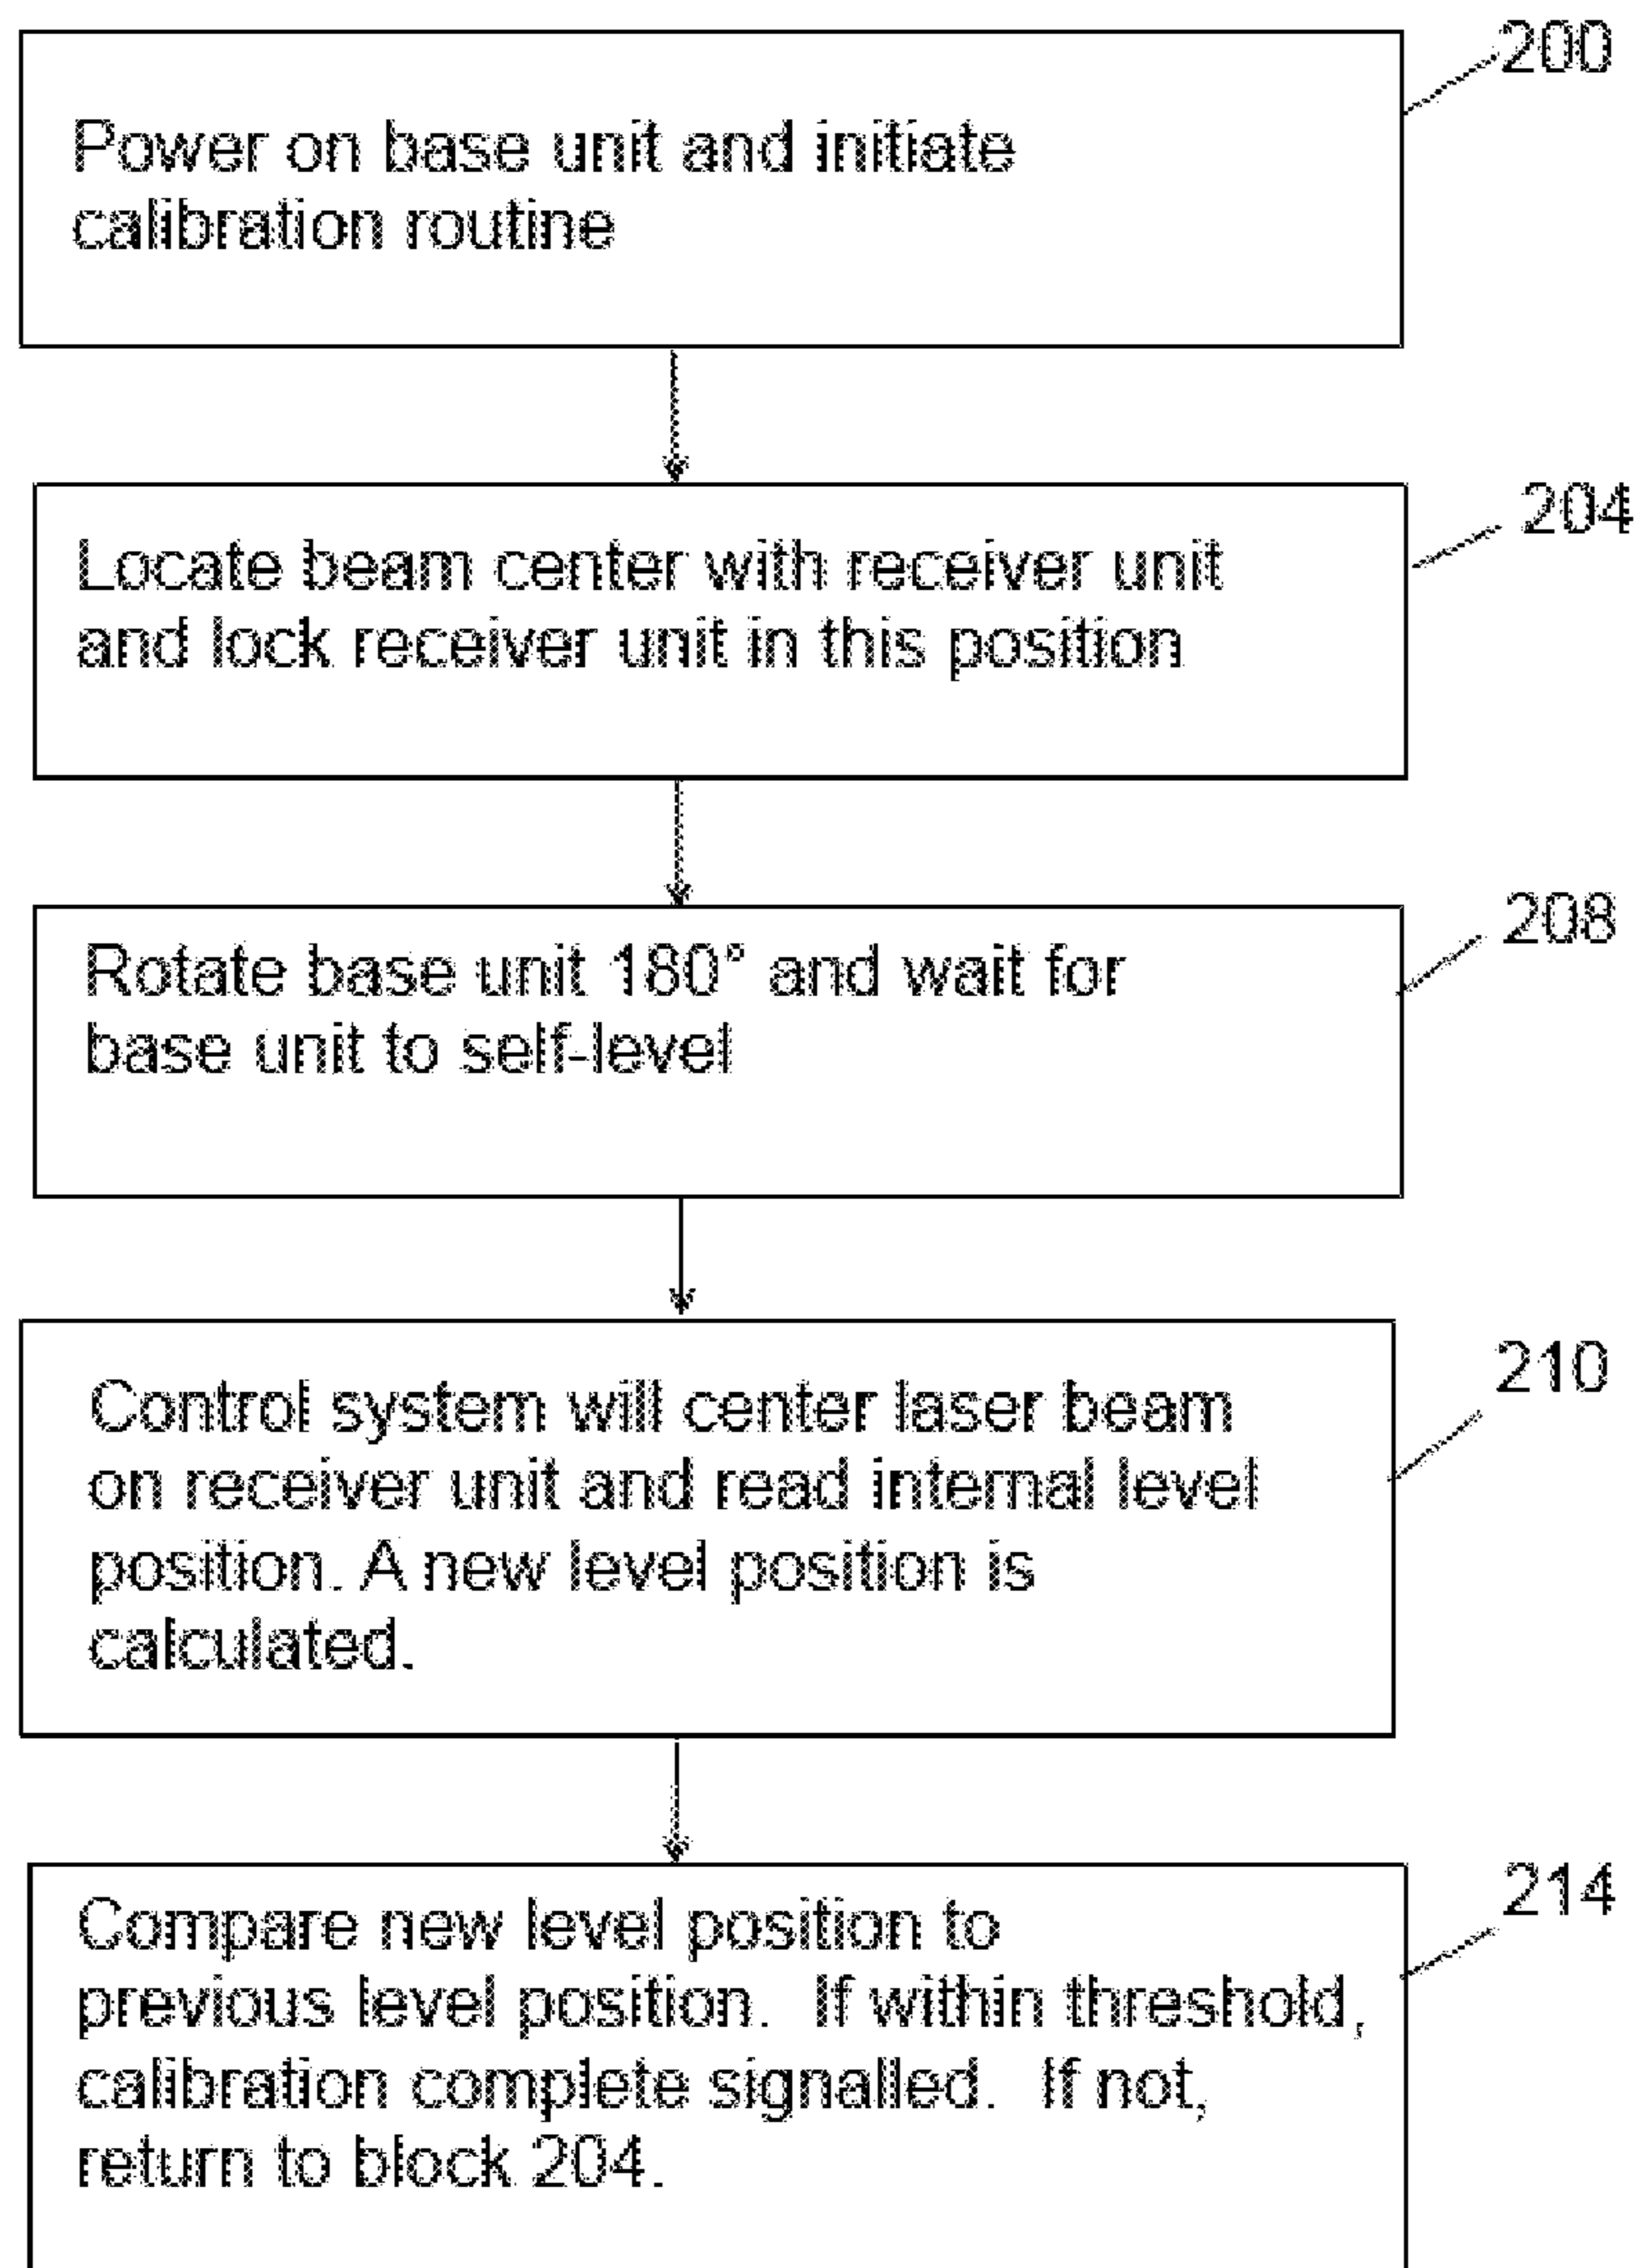 200
Power on base unit and initiate
calibration routine
204
Locate beam center with receiver unit
and lock receiver unit in this position
208
Rotate base unit 180° and wait for
base unit to self-level
210
Control system will center laser beam
on receiver unit and read internal level
position. A new level position is
calculated.
214
Compare new level position to
previous level position.  If within threshold,
calibration complete signalled.  If not,
return to block 204.